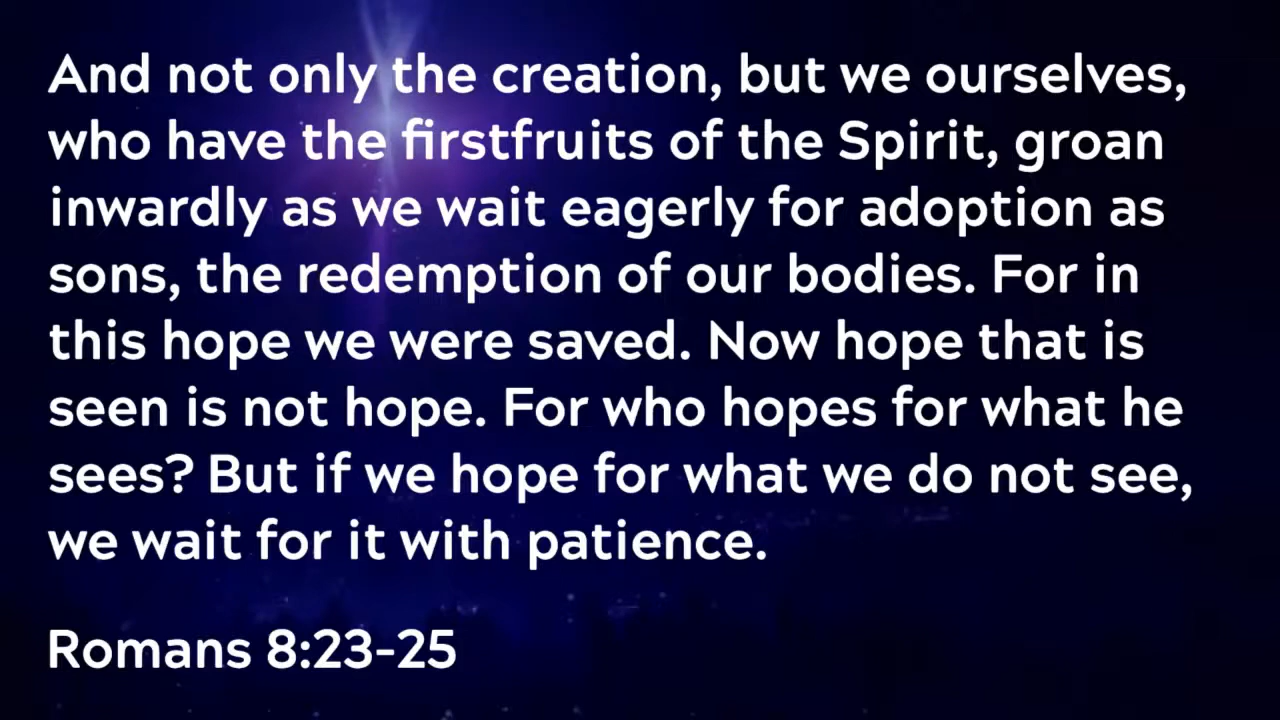 And not only the creation, but we ourselves,
who have the firstfruits of the Spirit, groan
inwardly as we wait eagerly for adoption as
sons, the redemption of our bodies. For in
this hope we were saved. Now hope that is
seen is not hope. For who hopes for what he
sees? But if we hope for what we do not see,
we wait for it with patience.
Romans 8:23-25